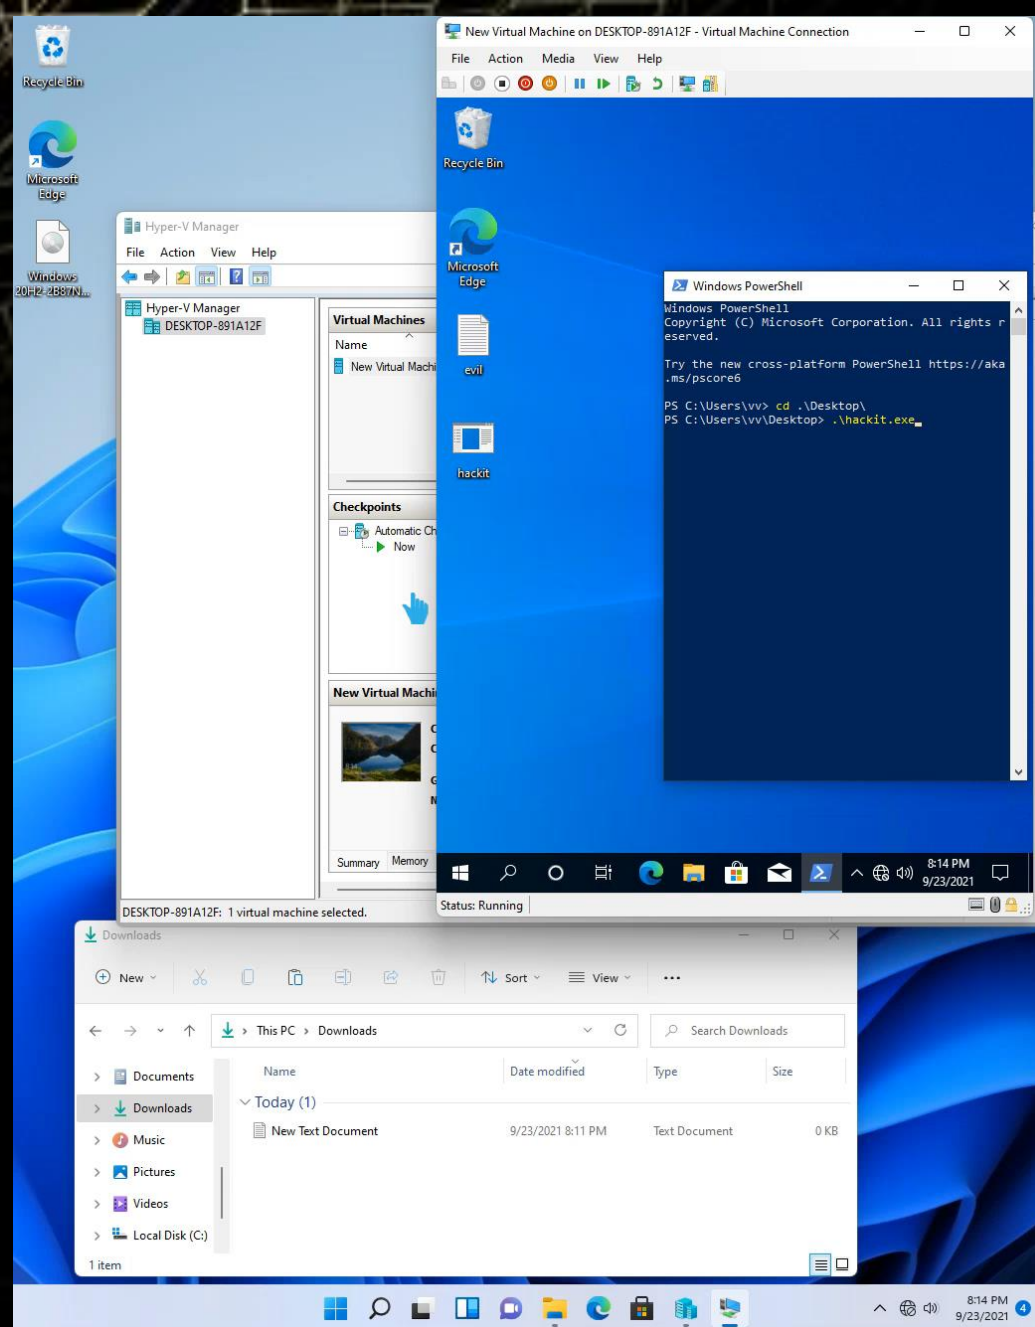 Recycle Bin
Microsoft
Edge
Windows
20H2-2B87N...
New Virtual Machine on DESKTOP-891A12F - Virtual Machine Connection
File Action Media View Help
Recycle Bin
Microsoft
Edge
evil
hackit
Windows PowerShell
Windows PowerShell
Copyright (C) Microsoft Corporation. All rights r
eserved.
Try the new cross-platform PowerShell https://aka
.ms/pscore6
PS C:\Users\vv> cd .\Desktop\
PS C:\Users\vv\Desktop> .\hackit.exe
8:14 PM
9/23/2021
Status: Running
Hyper-V Manager
File Action View Help
Hyper-V Manager
DESKTOP-891A12F
Virtual Machines
Name
New Virtual Machi
Checkpoints
Automatic Ch
Now
New Virtual Machi
Summary Memory
DESKTOP-891A12F: 1 virtual machine selected.
Downloads
New Sort View
This PC > Downloads
Search Downloads
Documents
Downloads
Music
Pictures
Videos
Local Disk (C:)
Name Date modified Type Size
Today (1)
New Text Document 9/23/2021 8:11 PM Text Document 0 KB
1 item
8:14 PM
9/23/2021
4